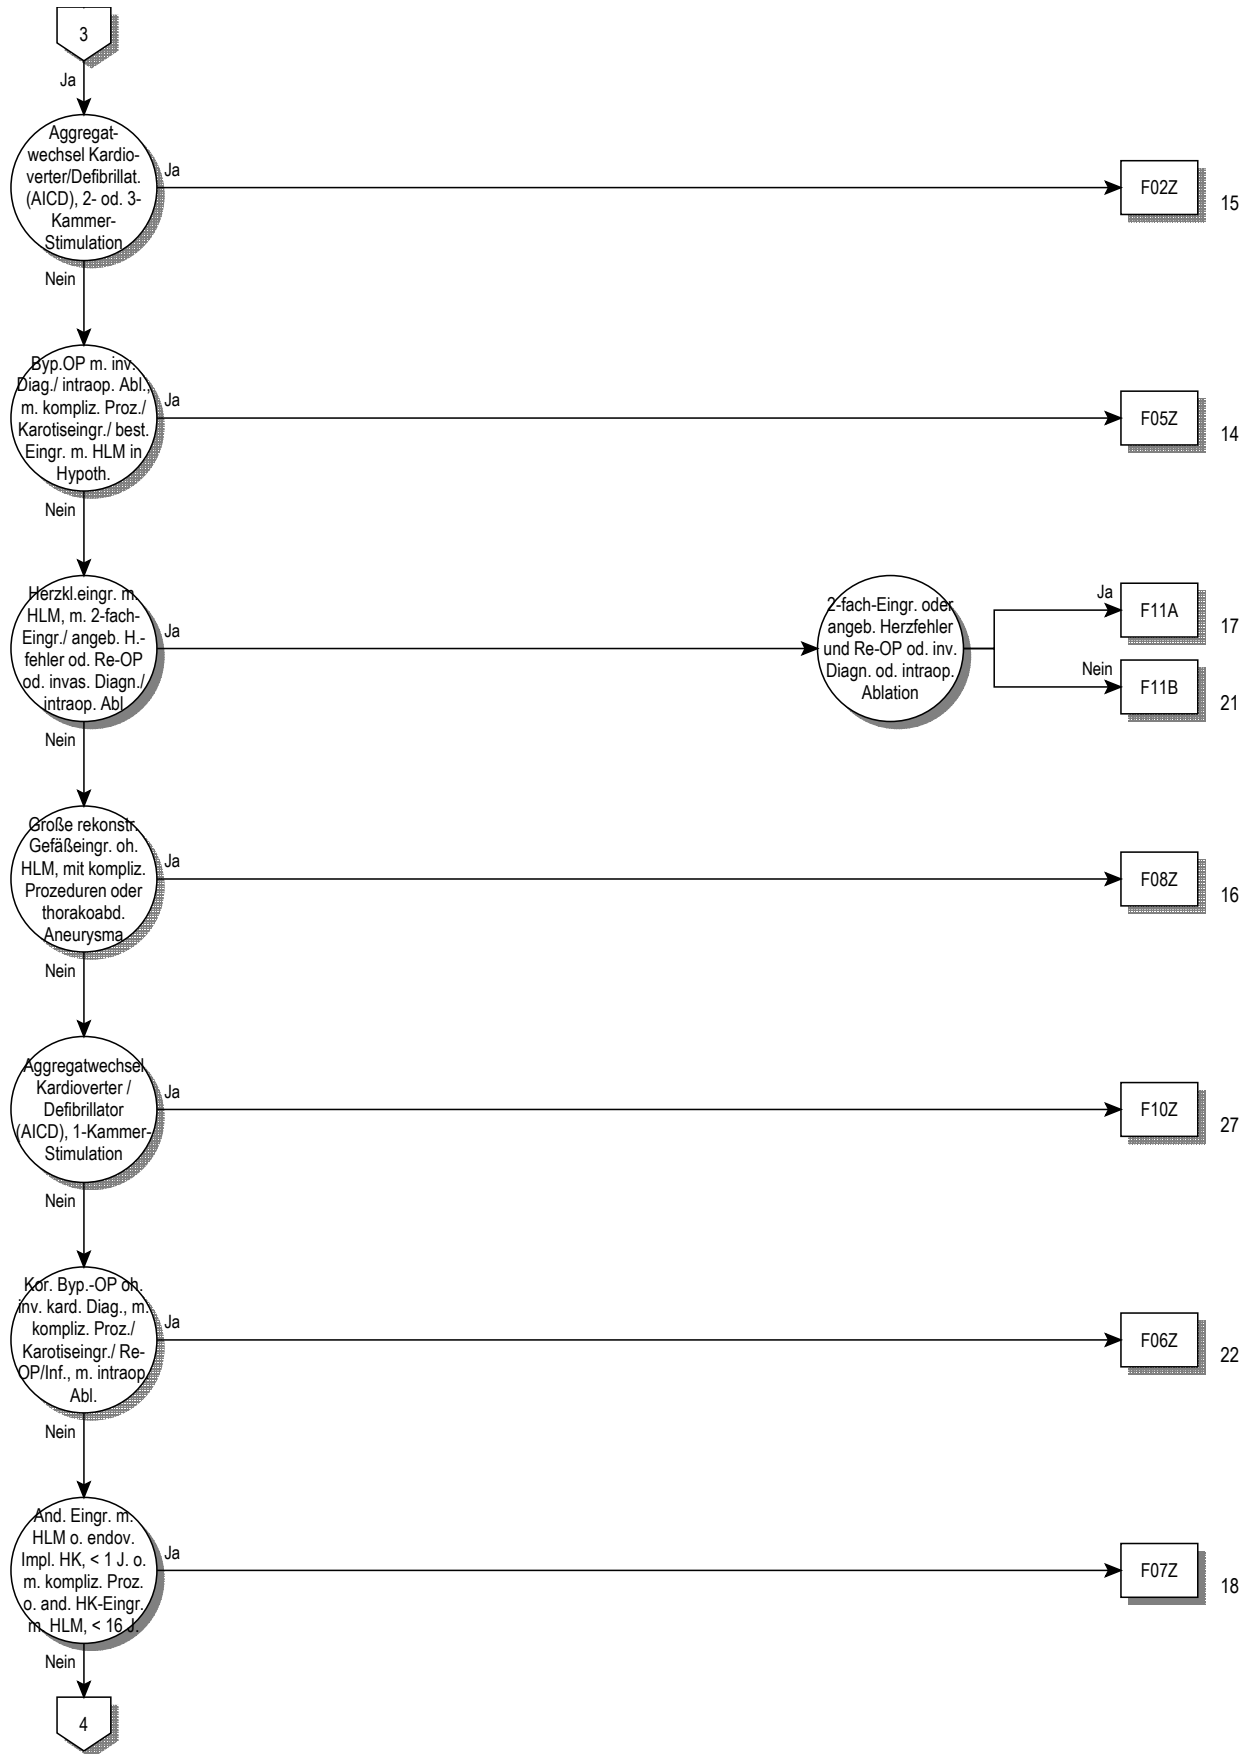 3
Ja
Aggregat-
wechsel Kardio-
verter/Defibrillat.
(AICD), 2- od. 3-
Kammer-
Stimulation
Ja
F02Z
15
Nein
Byp.OP m. inv.
Diag./ intraop. Abl.,
m. kompliz. Proz./
Karotiseingr./ best.
Eingr. m. HLM in
Hypoth.
Ja
F05Z
14
Nein
Herzkl.eingr. m.
HLM, m. 2-fach-
Eingr./ angeb. H.-
fehler od. Re-OP
od. invas. Diagn./
intraop. Abl.
Ja
2-fach-Eingr. oder
angeb. Herzfehler
und Re-OP od. inv.
Diagn. od. intraop.
Ablation
Ja
F11A
17
Nein
F11B
21
Nein
Große rekonstr.
Gefäßeingr. oh.
HLM, mit kompliz.
Prozeduren oder
thorakoabd.
Aneurysma
Ja
F08Z
16
Nein
Aggregatwechsel
Kardioverter /
Defibrillator
(AICD), 1-Kammer-
Stimulation
Ja
F10Z
27
Nein
Kor. Byp.-OP oh.
inv. kard. Diag., m.
kompliz. Proz./
Karotiseingr./ Re-
OP/Inf., m. intraop.
Abl.
Ja
F06Z
22
Nein
And. Eingr. m.
HLM o. endov.
Impl. HK, < 1 J. o.
m. kompliz. Proz.
o. and. HK-Eingr.
m. HLM, < 16 J.
Ja
F07Z
18
Nein
4